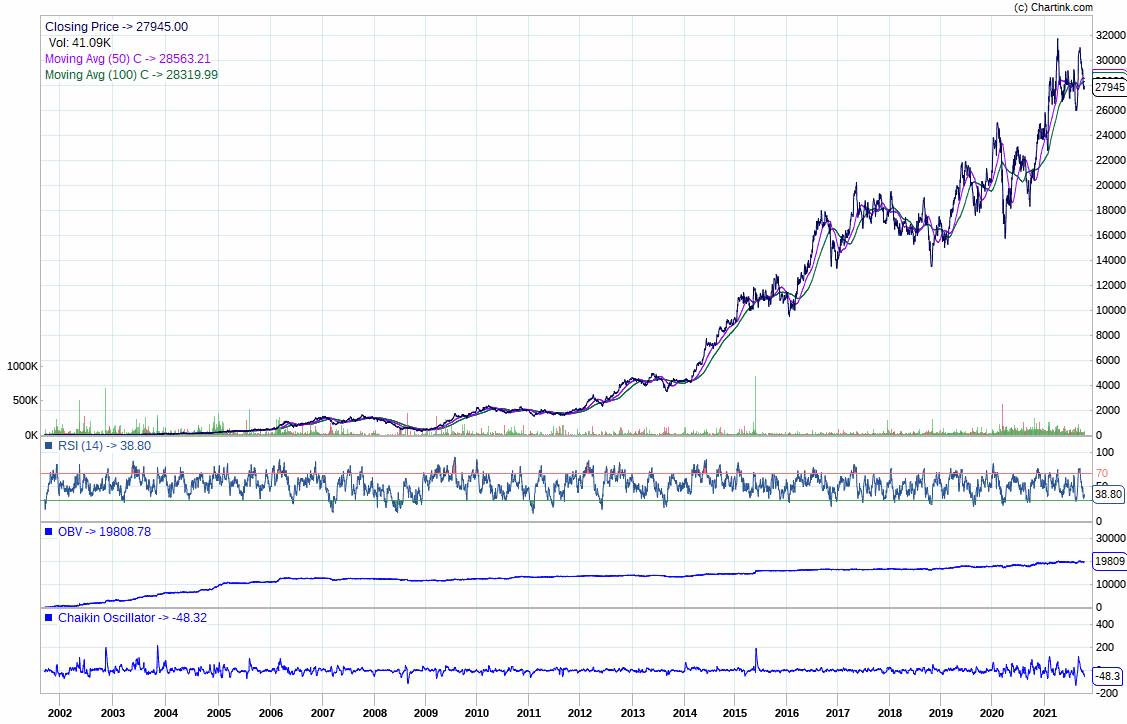 (c) Chartink.com
Closing Price -> 27945.00
Vol: 41.09K
Moving Avg (50) C -> 28563.21
Moving Avg (100) C -> 28319.99
32000
30000
27945
26000
24000
22000
20000
18000
16000
14000
12000
10000
8000
6000
4000
2000
0
1000K
500K
0K
RSI (14) -> 38.80
100
70
50
38.80
0
OBV -> 19808.78
30000
19809
10000
0
Chaikin Oscillator -> -48.32
400
200
-48.3
-200
2002 2003 2004 2005 2006 2007 2008 2009 2010 2011 2012 2013 2014 2015 2016 2017 2018 2019 2020 2021